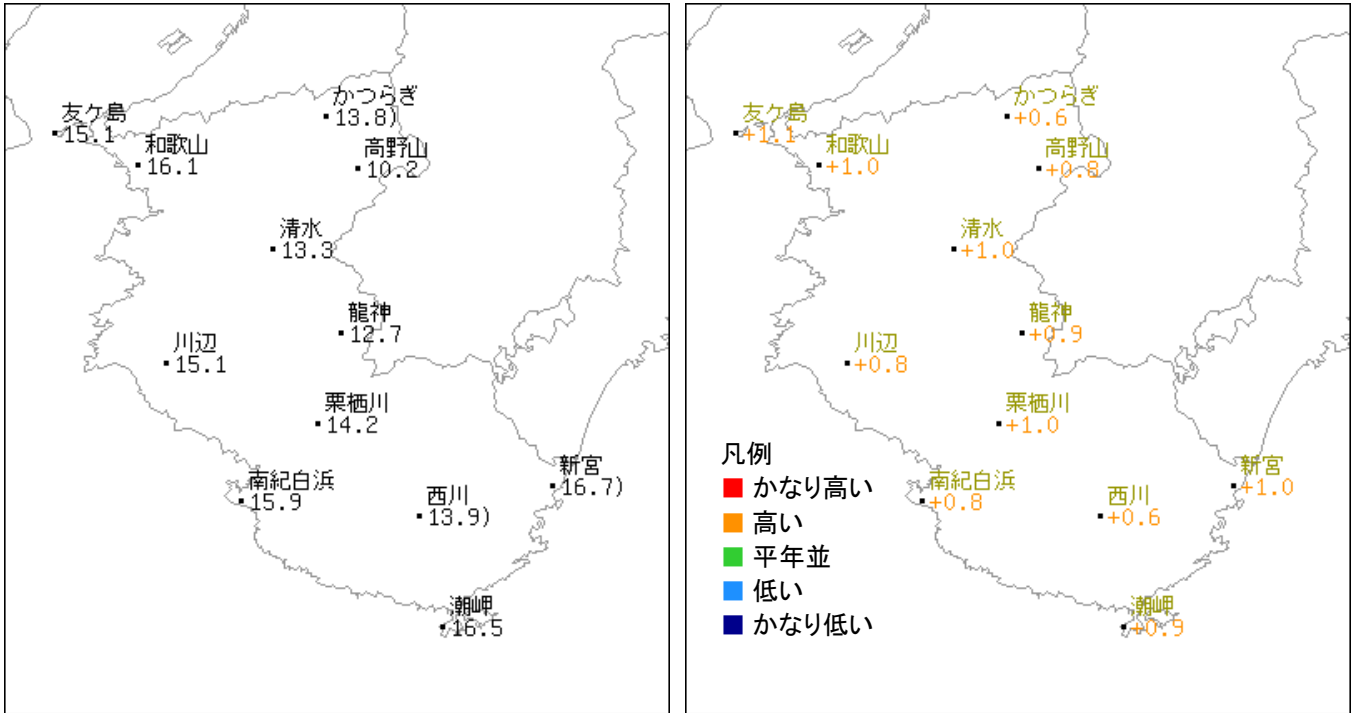 かつらぎ
13.8)
友ケ島
15.1
和歌山
16.1
高野山
10.2
清水
13.3
龍神
12.7
川辺
15.1
栗栖川
14.2
南紀白浜
15.9
新宮
16.7)
西川
13.9)
潮岬
16.5
かつらぎ
+0.6
友ケ島
+1.1
和歌山
+1.0
高野山
+0.8
清水
+1.0
龍神
+0.9
川辺
+0.8
栗栖川
+1.0
南紀白浜
+0.8
新宮
+1.0
西川
+0.6
潮岬
+0.9
凡例
かなり高い
高い
平年並
低い
かなり低い